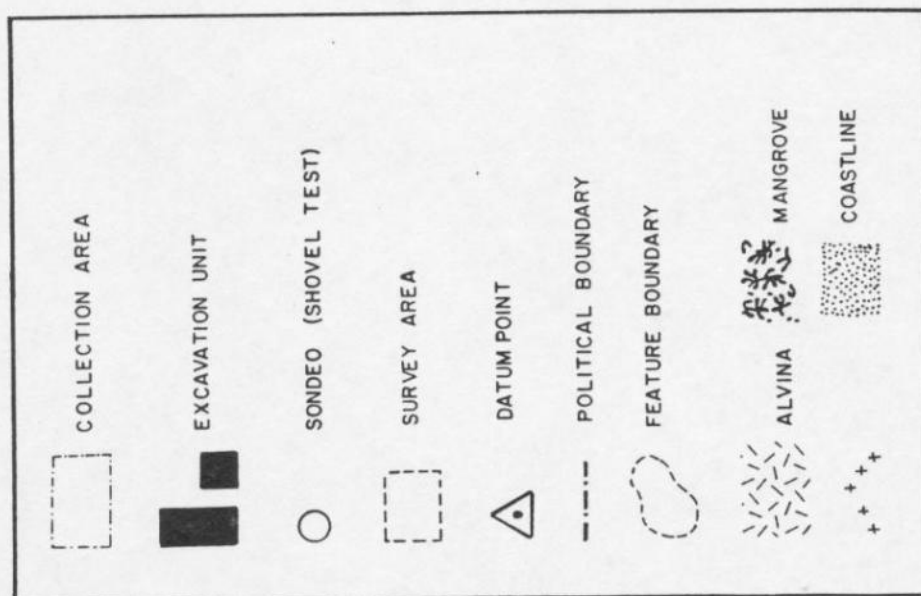 COLLECTION AREA
EXCAVATION UNIT
SONDEO (SHOVEL TEST)
SURVEY AREA
DATUM POINT
POLITICAL BOUNDARY
FEATURE BOUNDARY
ALVINA
MANGROVE
COASTLINE